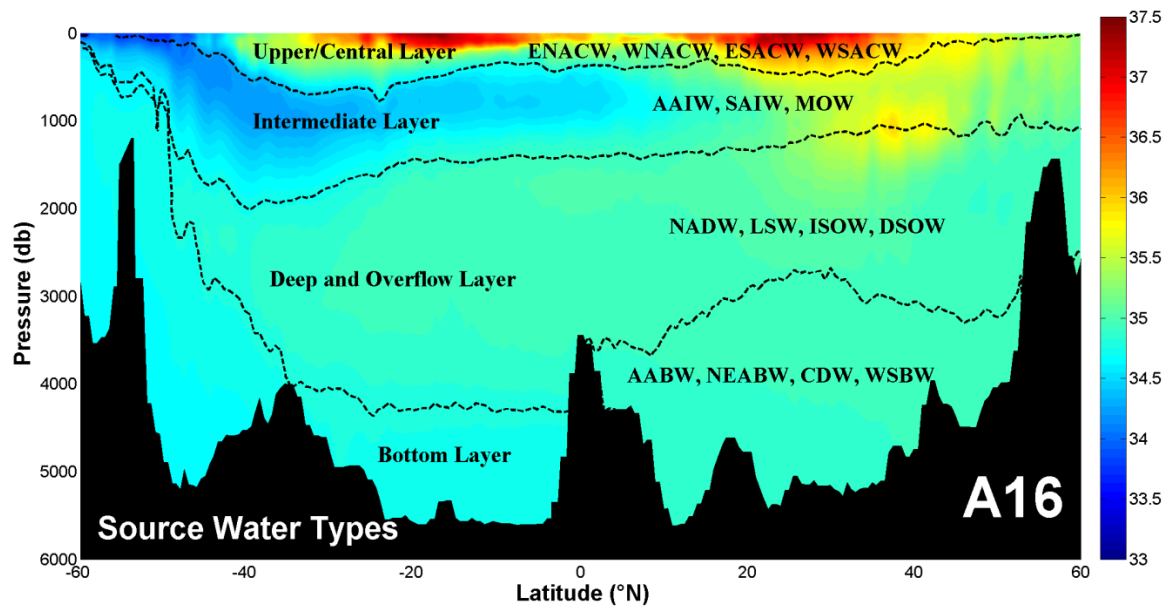 0
Upper/Central Layer
ENACW, WNACW, ESACW, WSACW
AAIW, SAIW, MOW
1000
Intermediate Layer
2000
NADW, LSW, ISOW, DSOW
Deep and Overflow Layer
3000
4000
AABW, NEABW, CDW, WSBW
Bottom Layer
5000
A16
Source Water Types
6000
Pressure (db)
-60 -40 -20 0 20 40 60
Latitude (°N)
37.5
37
36.5
36
35.5
35
34.5
34
33.5
33